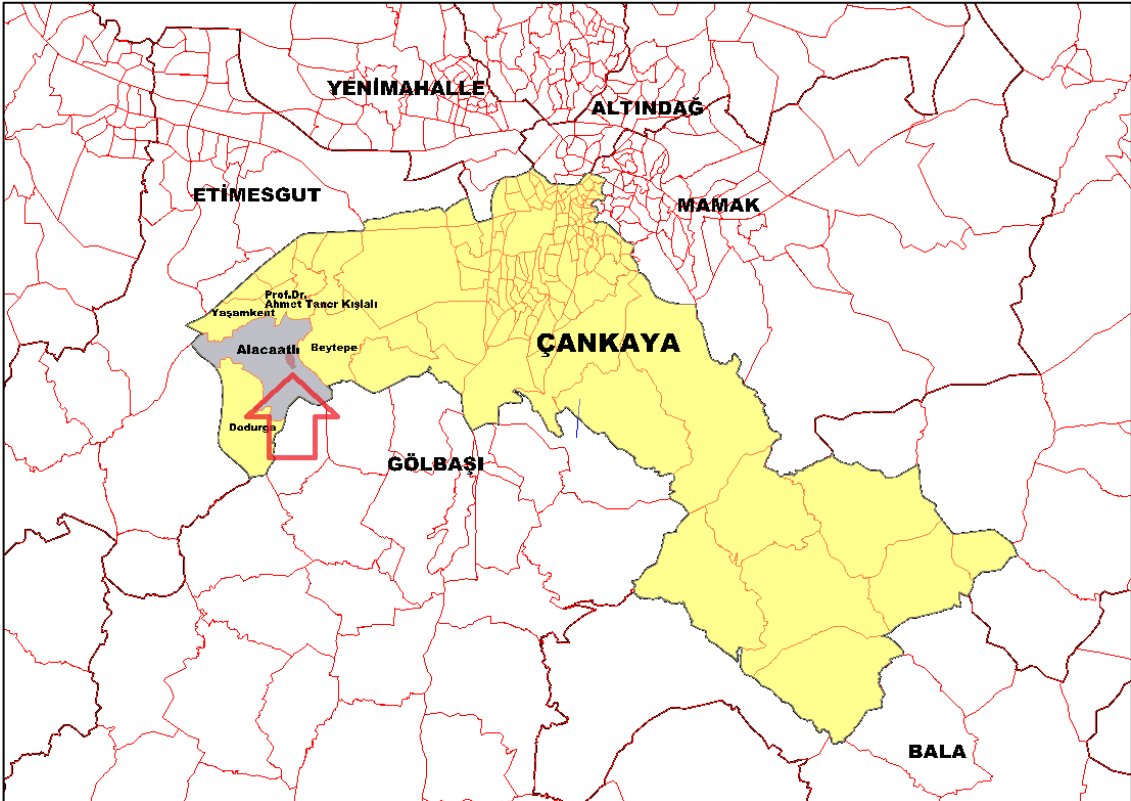 YENİMAHALLE
ALTINDAĞ
ETİMESGUT
MAMAK
Prof.Dr.
Ahmet Taner Kışlalı
Yaşamkent
Alacaatlı
Beytepe
ÇANKAYA
Dodurga
GÖLBAŞI
BALA